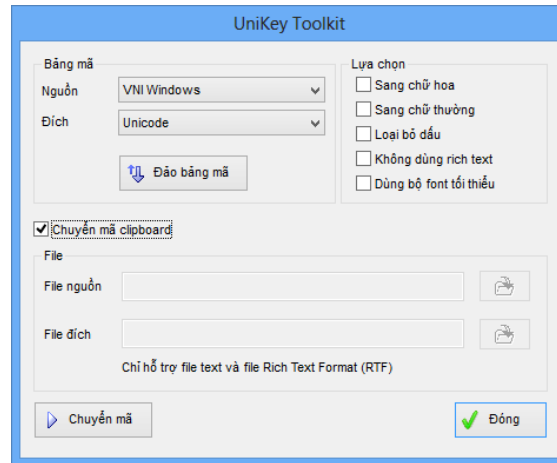 UniKey Toolkit
Bảng mã
Nguồn
VNI Windows
Đích
Unicode
Đảo bảng mã
Lựa chọn
Sang chữ hoa
Sang chữ thường
Loại bỏ dấu
Không dùng rich text
Dùng bộ font tối thiểu
Chuyển mã clipboard
File
File nguồn
File đích
Chỉ hỗ trợ file text và file Rich Text Format (RTF)
Chuyển mã
Đóng